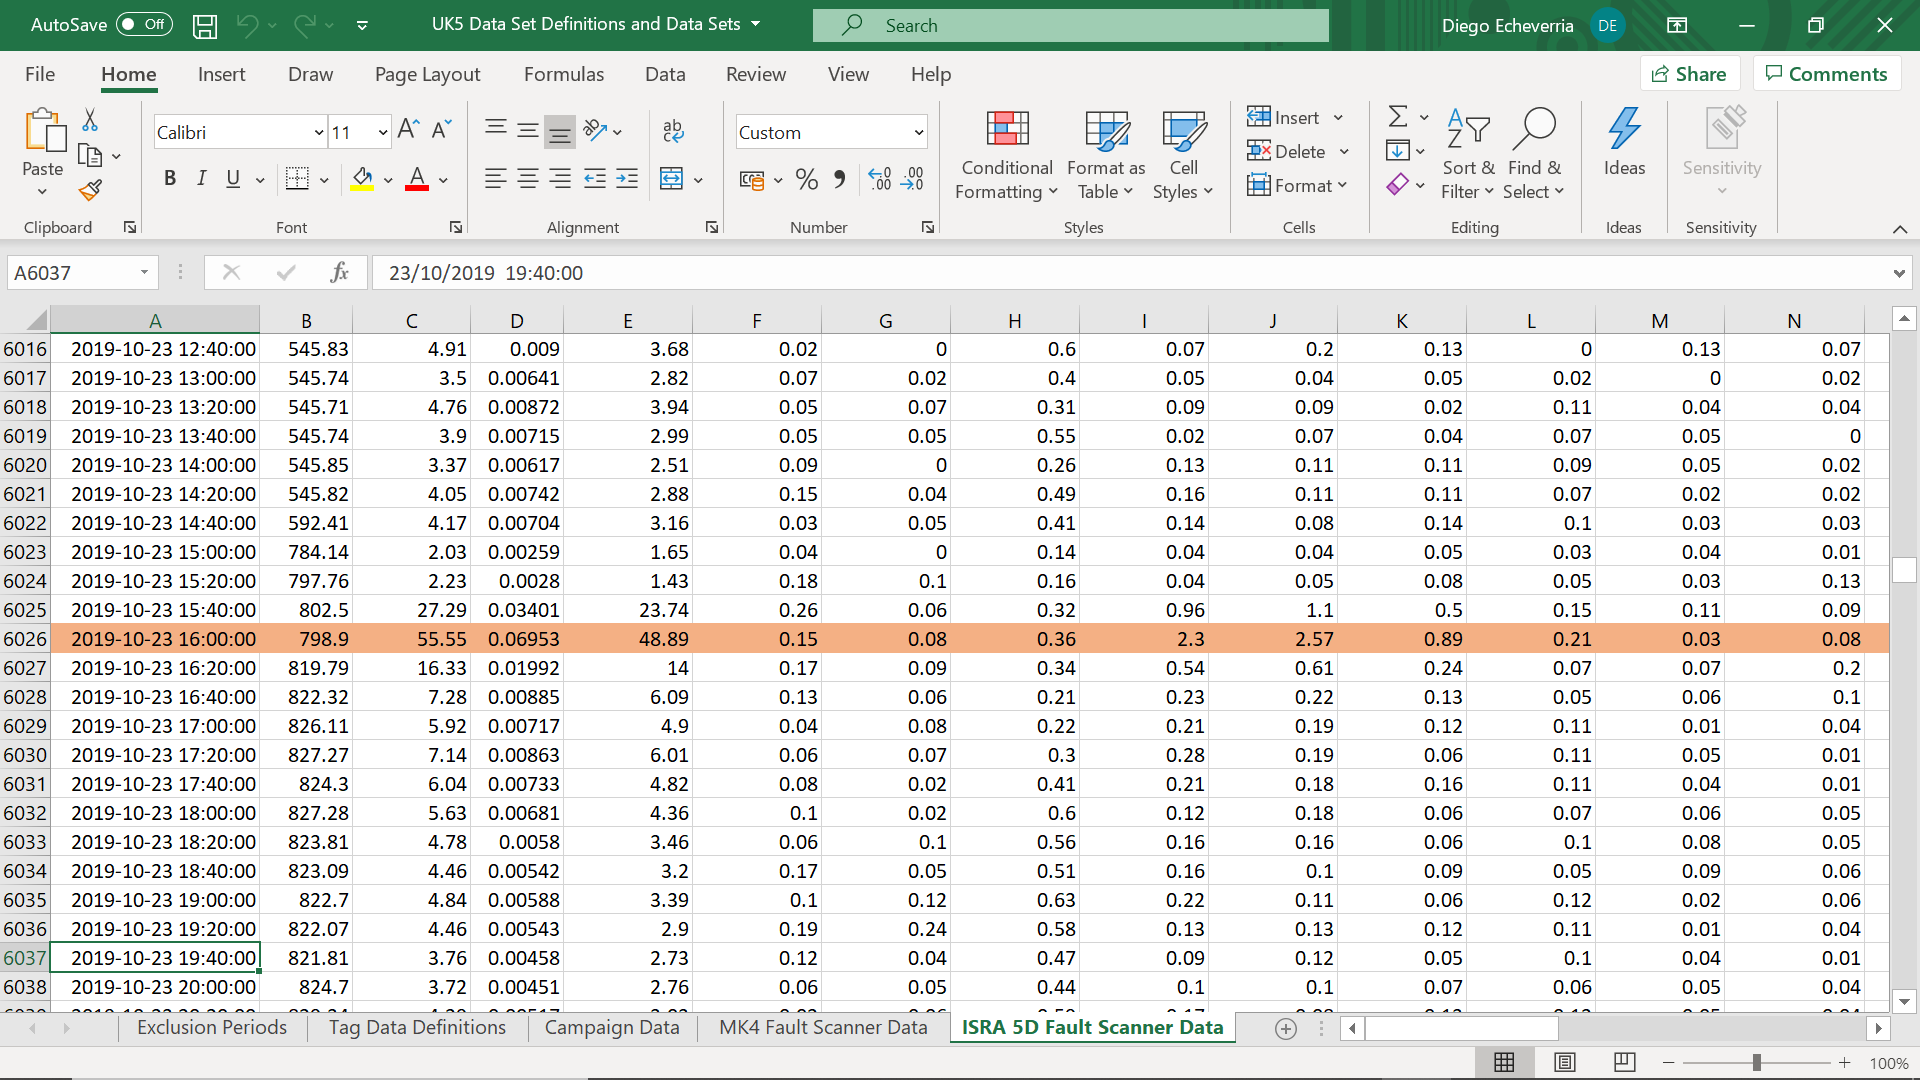 AutoSave Off UK5 Data Set Definitions and Data Sets Search Diego Echeverria DE
File Home Insert Draw Page Layout Formulas Data Review View Help Share Comments
Calibri 11 Custom
Paste B I U
Conditional Formatting Format as Table Cell Styles
Insert Delete Format
Sort & Filter Find & Select Ideas Sensitivity
Clipboard Font Alignment Number Styles Cells Editing Ideas Sensitivity
A6037 fx 23/10/2019 19:40:00
A B C D E F G H I J K L M N
6016 2019-10-23 12:40:00 545.83 4.91 0.009 3.68 0.02 0 0.6 0.07 0.2 0.13 0 0.13 0.07
6017 2019-10-23 13:00:00 545.74 3.5 0.00641 2.82 0.07 0.02 0.4 0.05 0.04 0.05 0.02 0 0.02
6018 2019-10-23 13:20:00 545.71 4.76 0.00872 3.94 0.05 0.07 0.31 0.09 0.09 0.02 0.11 0.04 0.04
6019 2019-10-23 13:40:00 545.74 3.9 0.00715 2.99 0.05 0.05 0.55 0.02 0.07 0.04 0.07 0.05 0
6020 2019-10-23 14:00:00 545.85 3.37 0.00617 2.51 0.09 0 0.26 0.13 0.11 0.11 0.09 0.05 0.02
6021 2019-10-23 14:20:00 545.82 4.05 0.00742 2.88 0.15 0.04 0.49 0.16 0.11 0.11 0.07 0.02 0.02
6022 2019-10-23 14:40:00 592.41 4.17 0.00704 3.16 0.03 0.05 0.41 0.14 0.08 0.14 0.1 0.03 0.03
6023 2019-10-23 15:00:00 784.14 2.03 0.00259 1.65 0.04 0 0.14 0.04 0.04 0.05 0.03 0.04 0.01
6024 2019-10-23 15:20:00 797.76 2.23 0.0028 1.43 0.18 0.1 0.16 0.04 0.05 0.08 0.05 0.03 0.13
6025 2019-10-23 15:40:00 802.5 27.29 0.03401 23.74 0.26 0.06 0.32 0.96 1.1 0.5 0.15 0.11 0.09
6026 2019-10-23 16:00:00 798.9 55.55 0.06953 48.89 0.15 0.08 0.36 2.3 2.57 0.89 0.21 0.03 0.08
6027 2019-10-23 16:20:00 819.79 16.33 0.01992 14 0.17 0.09 0.34 0.54 0.61 0.24 0.07 0.07 0.2
6028 2019-10-23 16:40:00 822.32 7.28 0.00885 6.09 0.13 0.06 0.21 0.23 0.22 0.13 0.05 0.06 0.1
6029 2019-10-23 17:00:00 826.11 5.92 0.00717 4.9 0.04 0.08 0.22 0.21 0.19 0.12 0.11 0.01 0.04
6030 2019-10-23 17:20:00 827.27 7.14 0.00863 6.01 0.06 0.07 0.3 0.28 0.19 0.06 0.11 0.05 0.01
6031 2019-10-23 17:40:00 824.3 6.04 0.00733 4.82 0.08 0.02 0.41 0.21 0.18 0.16 0.11 0.04 0.01
6032 2019-10-23 18:00:00 827.28 5.63 0.00681 4.36 0.1 0.02 0.6 0.12 0.18 0.06 0.07 0.06 0.05
6033 2019-10-23 18:20:00 823.81 4.78 0.0058 3.46 0.06 0.1 0.56 0.16 0.16 0.06 0.1 0.08 0.05
6034 2019-10-23 18:40:00 823.09 4.46 0.00542 3.2 0.17 0.05 0.51 0.16 0.1 0.09 0.05 0.09 0.06
6035 2019-10-23 19:00:00 822.7 4.84 0.00588 3.39 0.1 0.12 0.63 0.22 0.11 0.06 0.12 0.02 0.06
6036 2019-10-23 19:20:00 822.07 4.46 0.00543 2.9 0.19 0.24 0.58 0.13 0.13 0.12 0.11 0.01 0.04
6037 2019-10-23 19:40:00 821.81 3.76 0.00458 2.73 0.12 0.04 0.47 0.09 0.12 0.05 0.1 0.04 0.01
6038 2019-10-23 20:00:00 824.7 3.72 0.00451 2.76 0.06 0.05 0.44 0.1 0.1 0.07 0.06 0.05 0.04
Exclusion Periods Tag Data Definitions Campaign Data MK4 Fault Scanner Data ISRA 5D Fault Scanner Data
100%